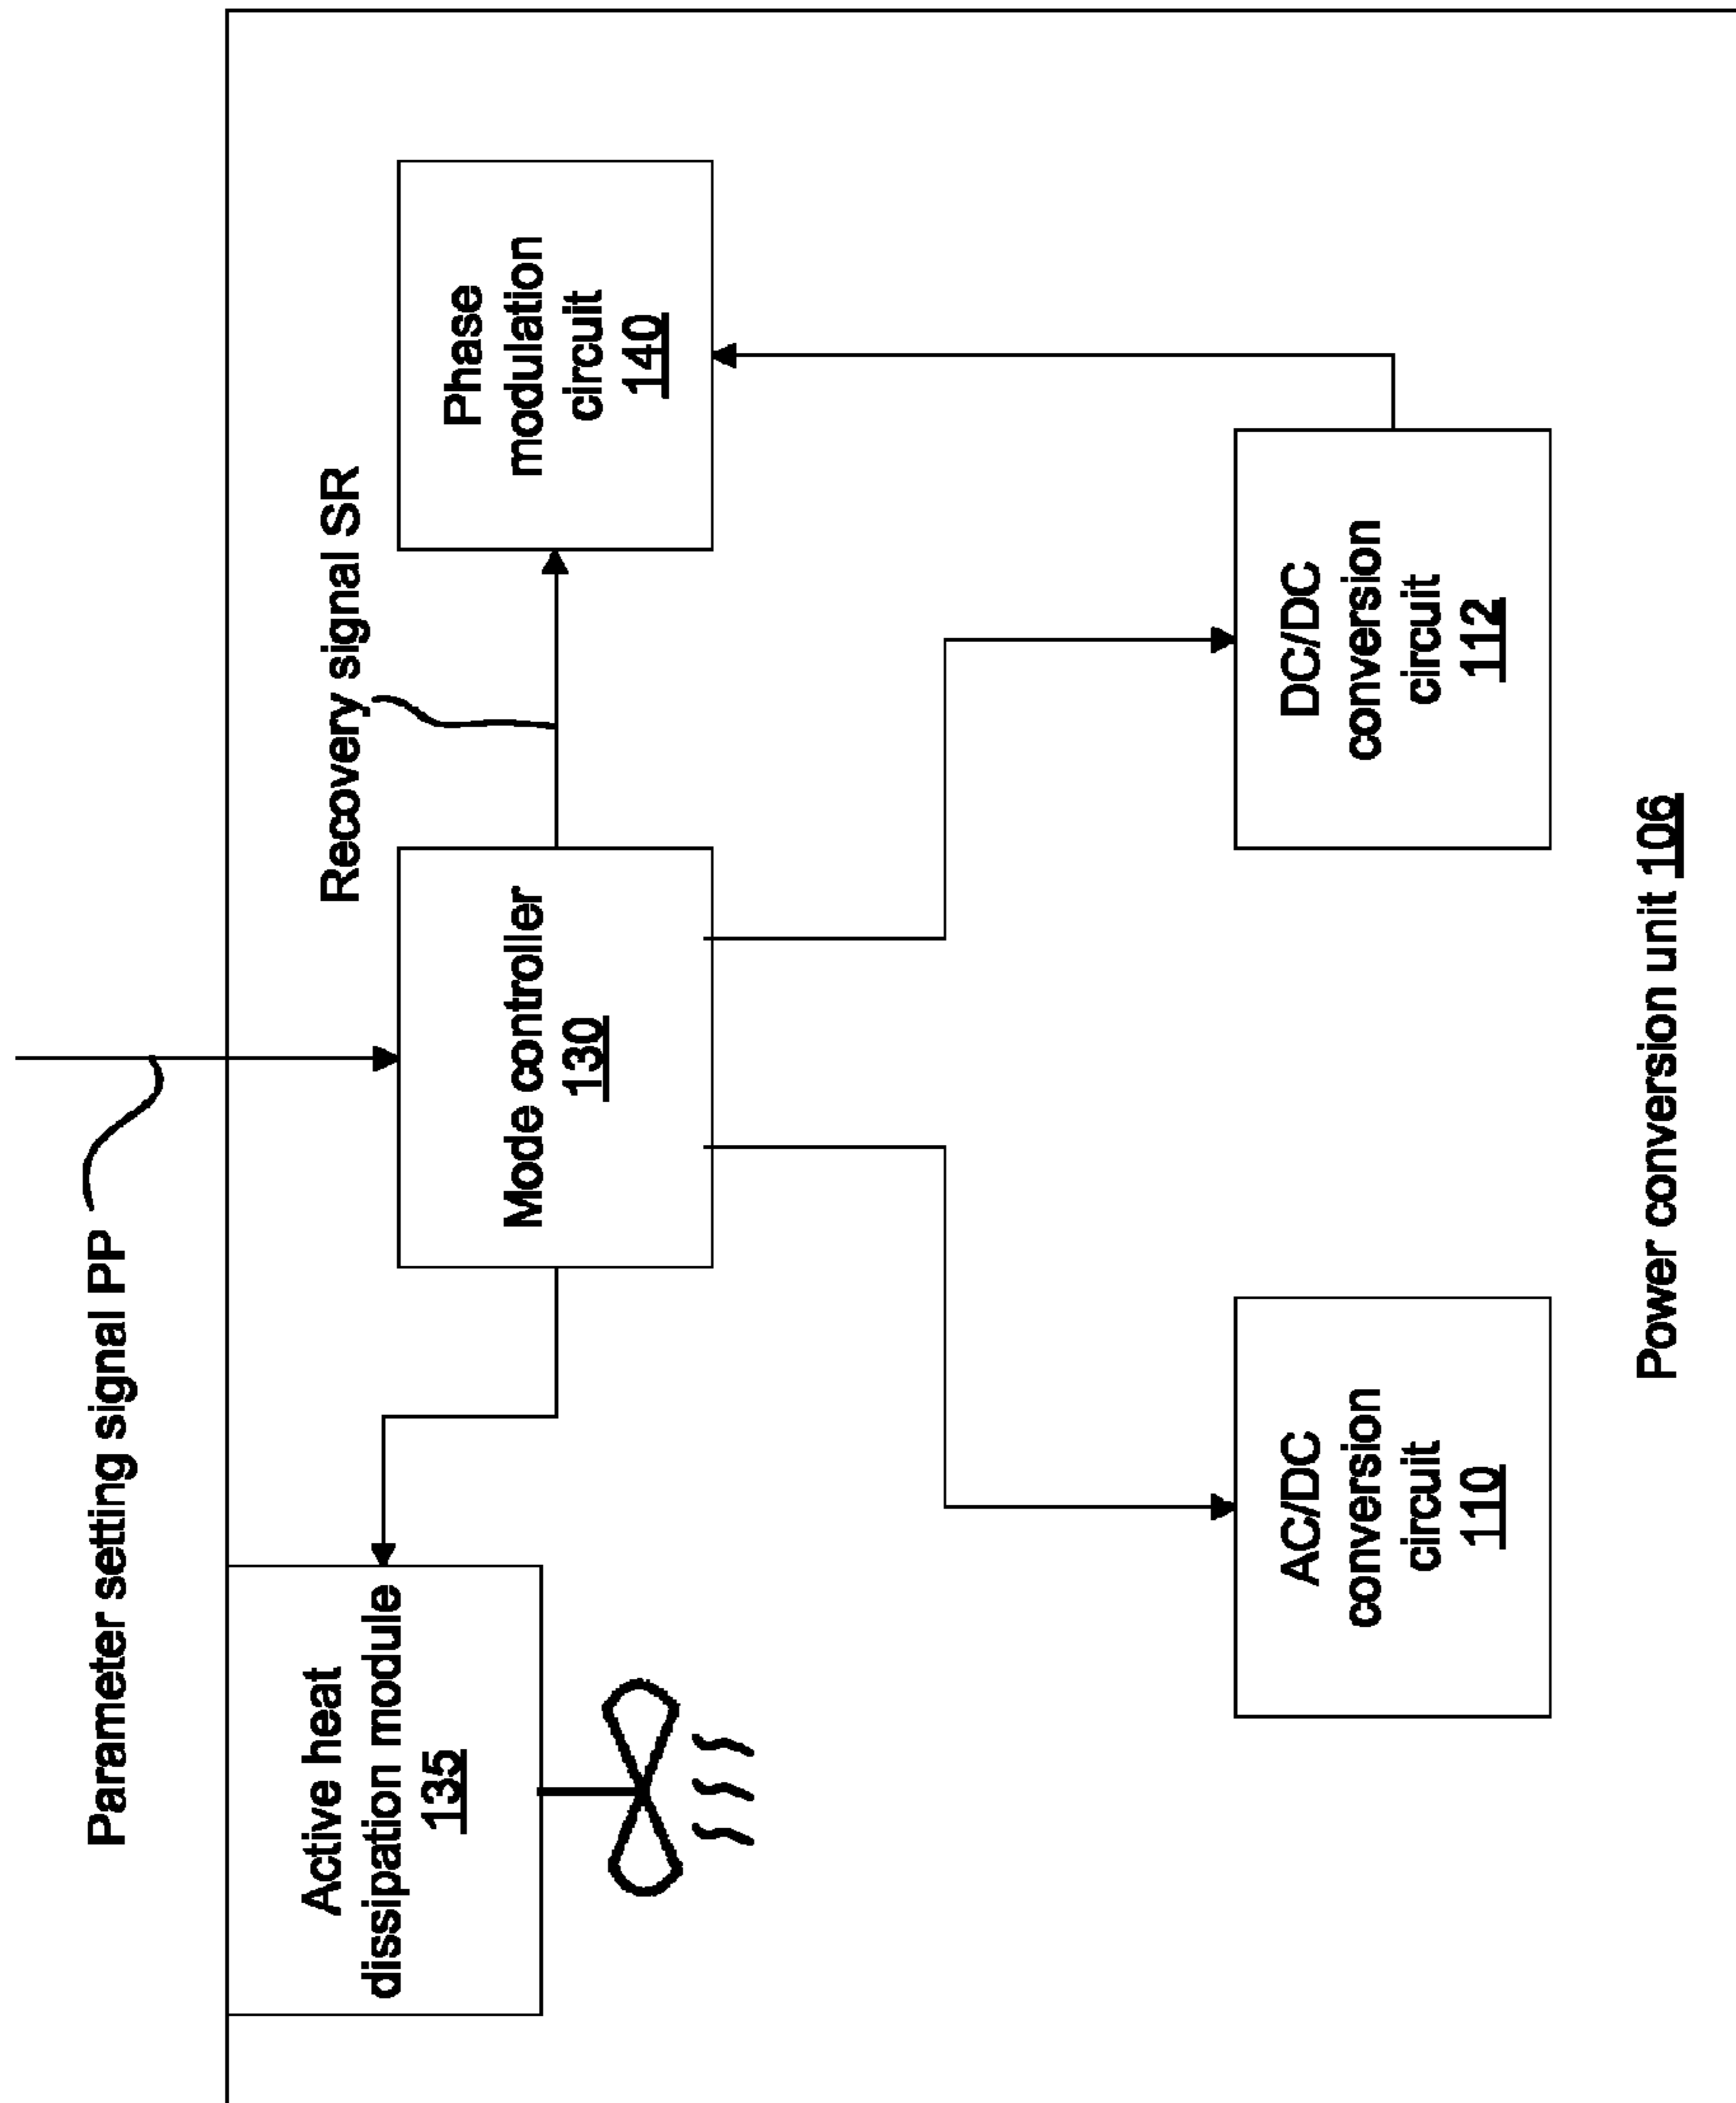 Parameter setting signal PP
Recovery signal SR
Active heat
dissipation module
135
Mode controller
130
Phase
modulation
circuit
140
AC/DC
conversion
circuit
110
DC/DC
conversion
circuit
112
Power conversion unit 106